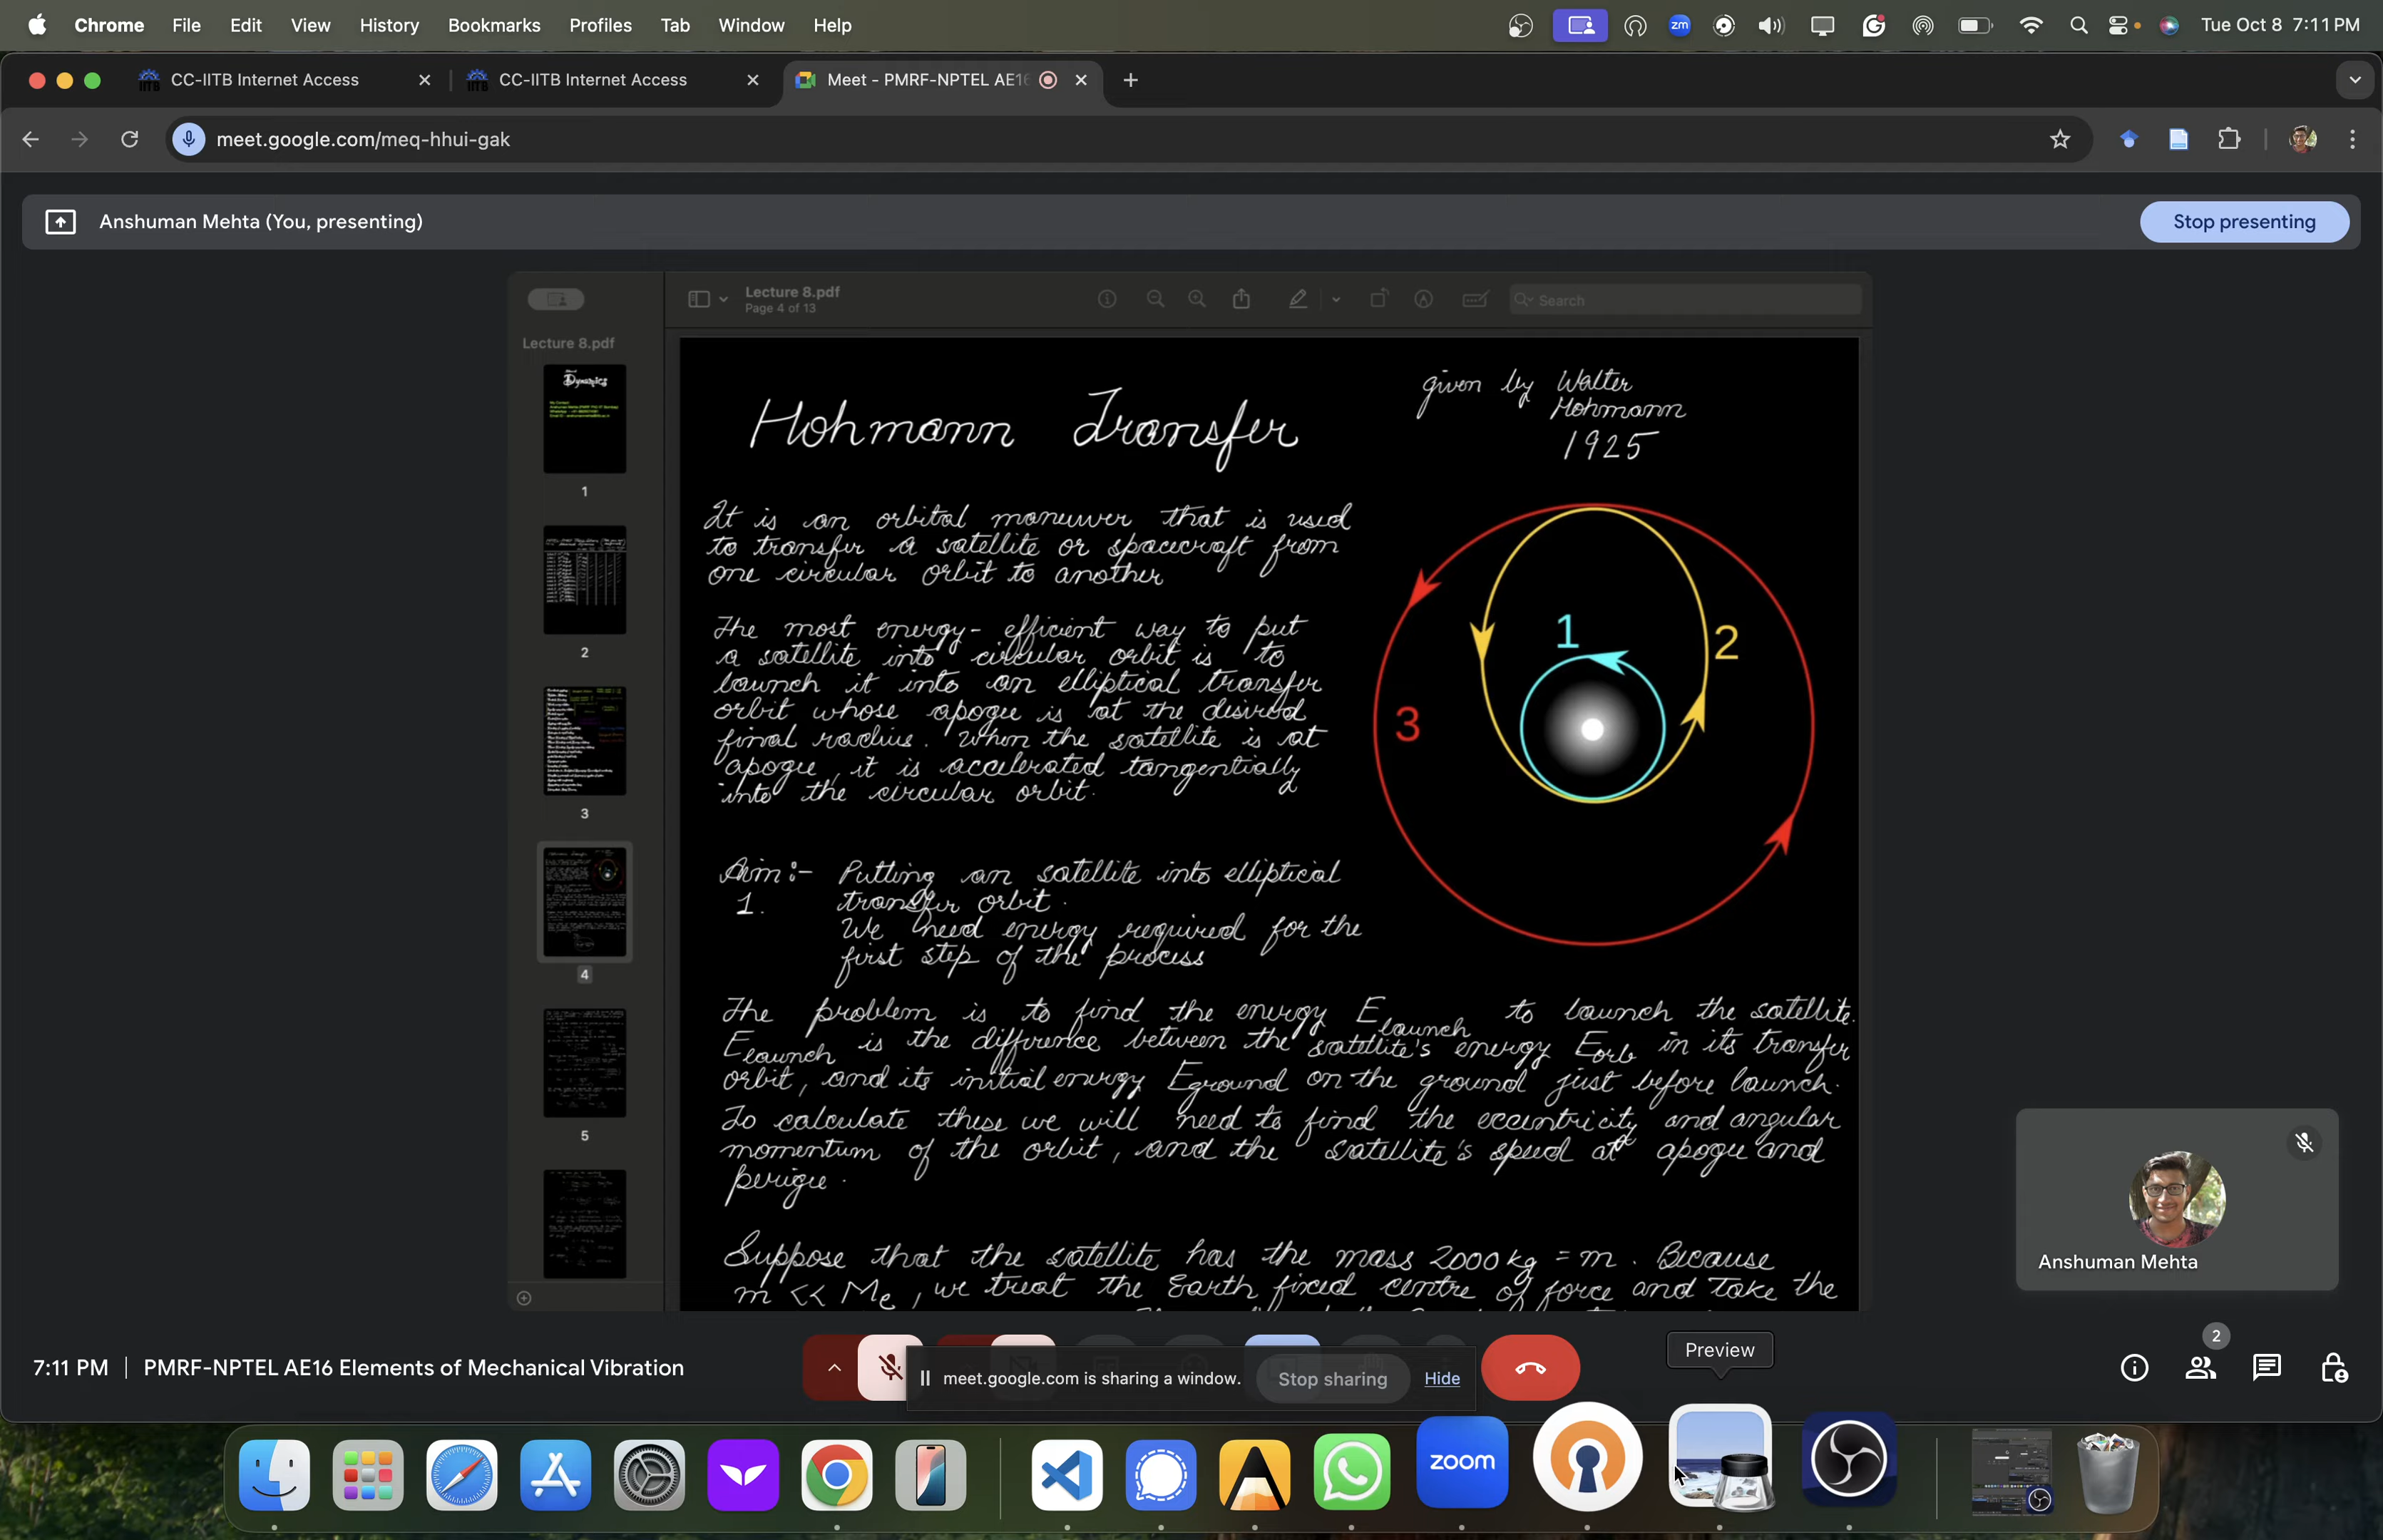 Chrome File Edit View History Bookmarks Profiles Tab Window Help zm Tue Oct 8 7:11 PM
CC-IITB Internet Access CC-IITB Internet Access Meet - PMRF-NPTEL AE16
meet.google.com/meq-hhui-gak
Anshuman Mehta (You, presenting) Stop presenting
Lecture 8.pdf
Page 4 of 13
Search
Lecture 8.pdf
Dynamics
1
2
3
4
5
Hohmann Transfer
given by Walter
Hohmann
1925
It is an orbital maneuver that is used
to transfer a satellite or spacecraft from
one circular orbit to another
The most energy-efficient way to put
a satellite into circular orbit is to
launch it into an elliptical transfer
orbit whose apogee is at the desired
final radius. When the satellite is at
apogee, it is accelerated tangentially
into the circular orbit.
1
2
3
Aim:- Putting an satellite into elliptical
1. transfer orbit.
We need energy required for the
first step of the process
The problem is to find the energy Elaunch to launch the satellite.
Elaunch is the difference between the satellite's energy Eorb in its transfer
orbit, and its initial energy Eground on the ground just before launch.
To calculate these we will need to find the eccentricity and angular
momentum of the orbit, and the satellite's speed at apogee and
perigee.
Suppose that the satellite has the mass 2000 kg = m. Because
m << Me, we treat the Earth fixed centre of force and take the
Anshuman Mehta
7:11 PM | PMRF-NPTEL AE16 Elements of Mechanical Vibration
meet.google.com is sharing a window. Stop sharing Hide
Preview
2
zoom